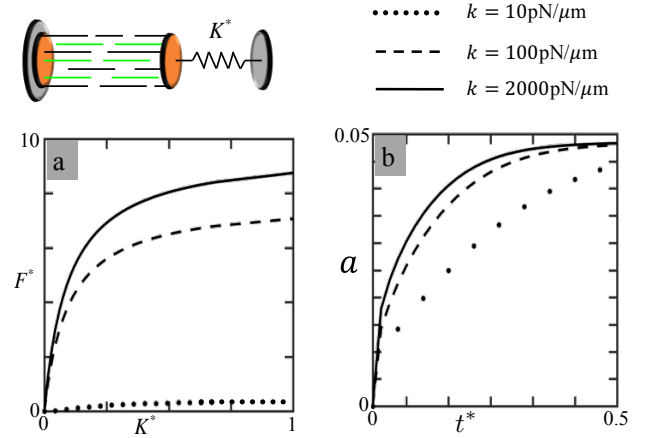 K*
k = 10pN/μm
k = 100pN/μm
k = 2000pN/μm
a
10
F*
0
0
K*
1
b
0.05
a
0
0
t*
0.5